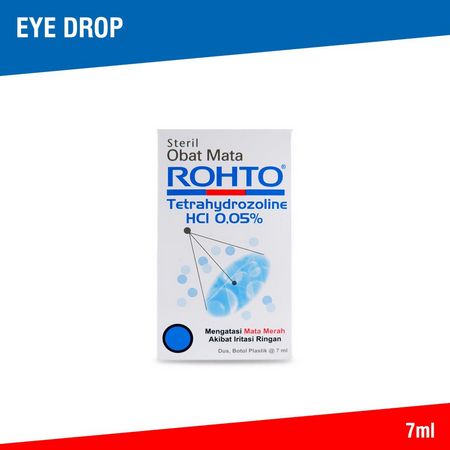 EYE DROP
Steril
Obat Mata
ROHTO®
Tetrahydrozoline
HCl 0,05%
Mengatasi Mata Merah
Akibat Iritasi Ringan
Dus, Botol Plastik @ 7 ml
7ml